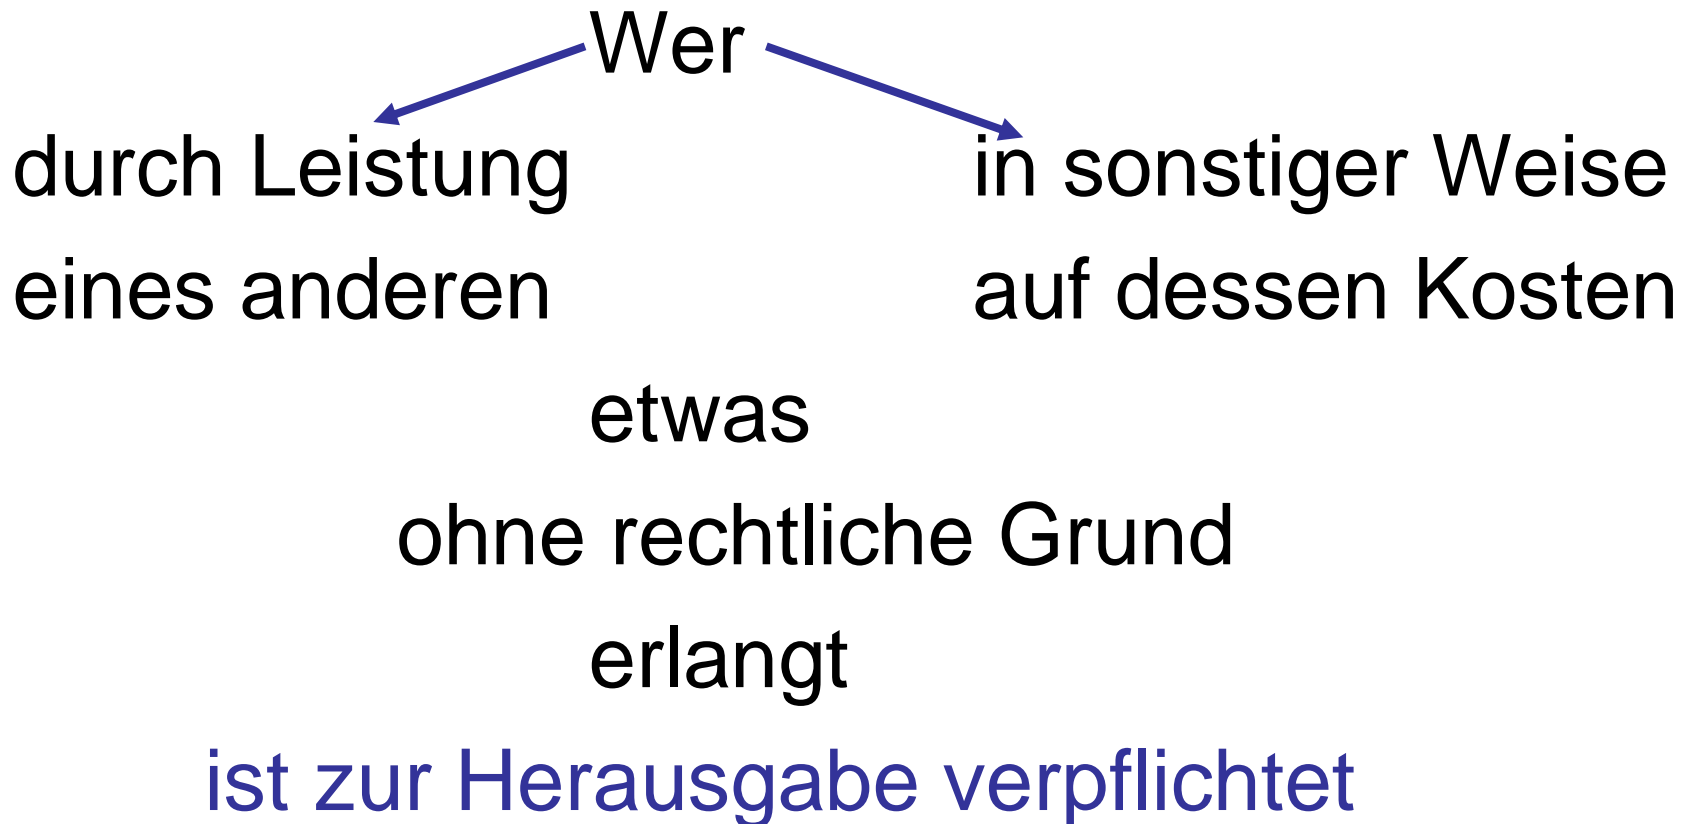 Wer
durch Leistung in sonstiger Weise
eines anderen auf dessen Kosten
etwas
ohne rechtliche Grund
erlangt
ist zur Herausgabe verpflichtet